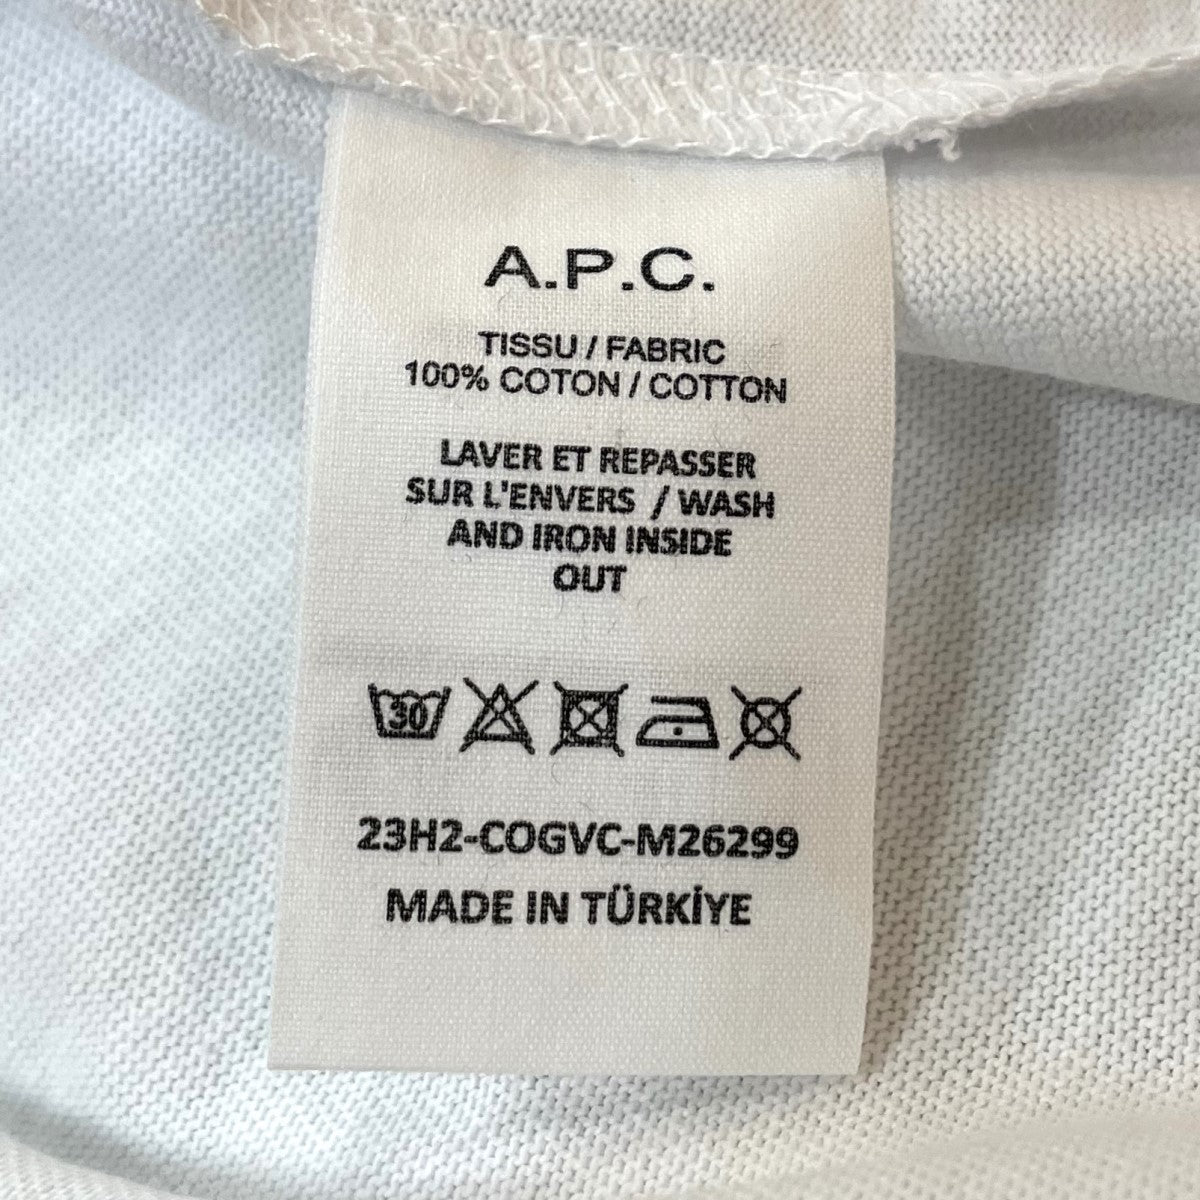 A.P.C.
TISSU / FABRIC
100% COTON / COTTON
LAVER ET REPASSER
SUR L'ENVERS / WASH
AND IRON INSIDE
OUT
30
23H2-COGVC-M26299
MADE IN TÜRKİYE